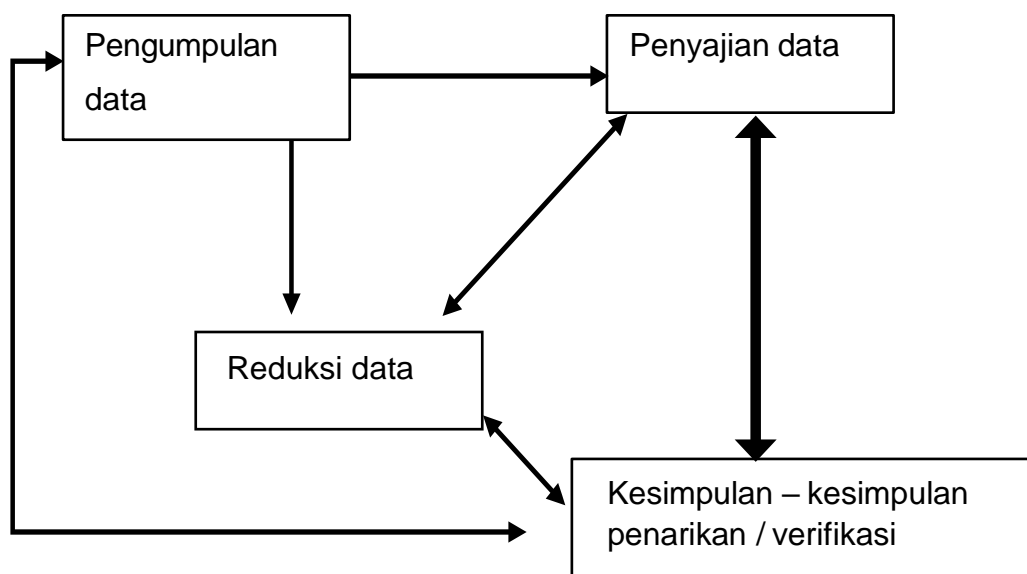 Pengumpulan
data
Penyajian data
Reduksi data
Kesimpulan – kesimpulan
penarikan / verifikasi